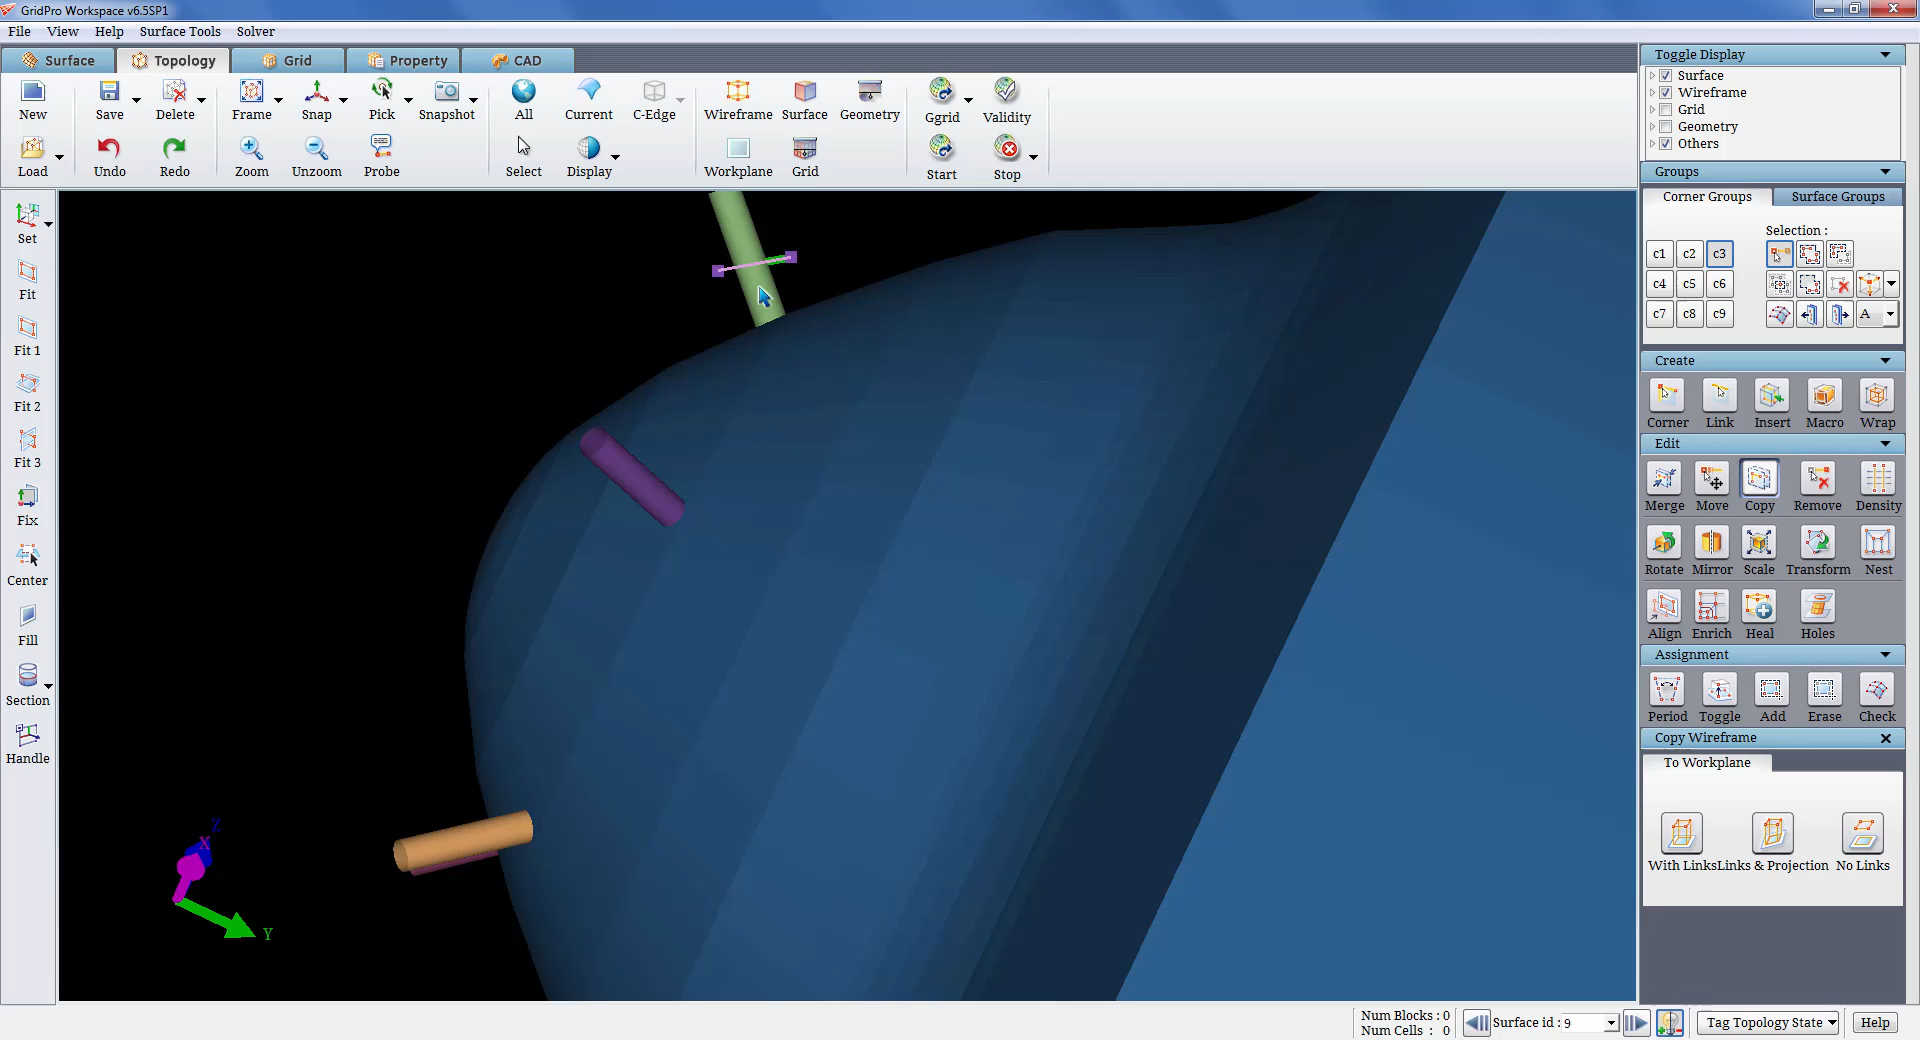 GridPro Workspace v6.5SP1
File View Help Surface Tools Solver
Surface Topology Grid Property CAD
New Save Delete Frame Snap Pick Snapshot All Current C-Edge Wireframe Surface Geometry Ggrid Validity
Load Undo Redo Zoom Unzoom Probe Select Display Workplane Grid Start Stop
Set
Fit
Fit 1
Fit 2
Fit 3
Fix
Center
Fill
Section
Handle
Z
X
Y
Toggle Display
Surface
Wireframe
Grid
Geometry
Others
Groups
Corner Groups Surface Groups
Selection :
c1 c2 c3
c4 c5 c6
c7 c8 c9 A
Create
Corner Link Insert Macro Wrap
Edit
Merge Move Copy Remove Density
Rotate Mirror Scale Transform Nest
Align Enrich Heal Holes
Assignment
Period Toggle Add Erase Check
Copy Wireframe
To Workplane
With Links Links & Projection No Links
Num Blocks : 0
Num Cells : 0
Surface id : 9
Tag Topology State
Help